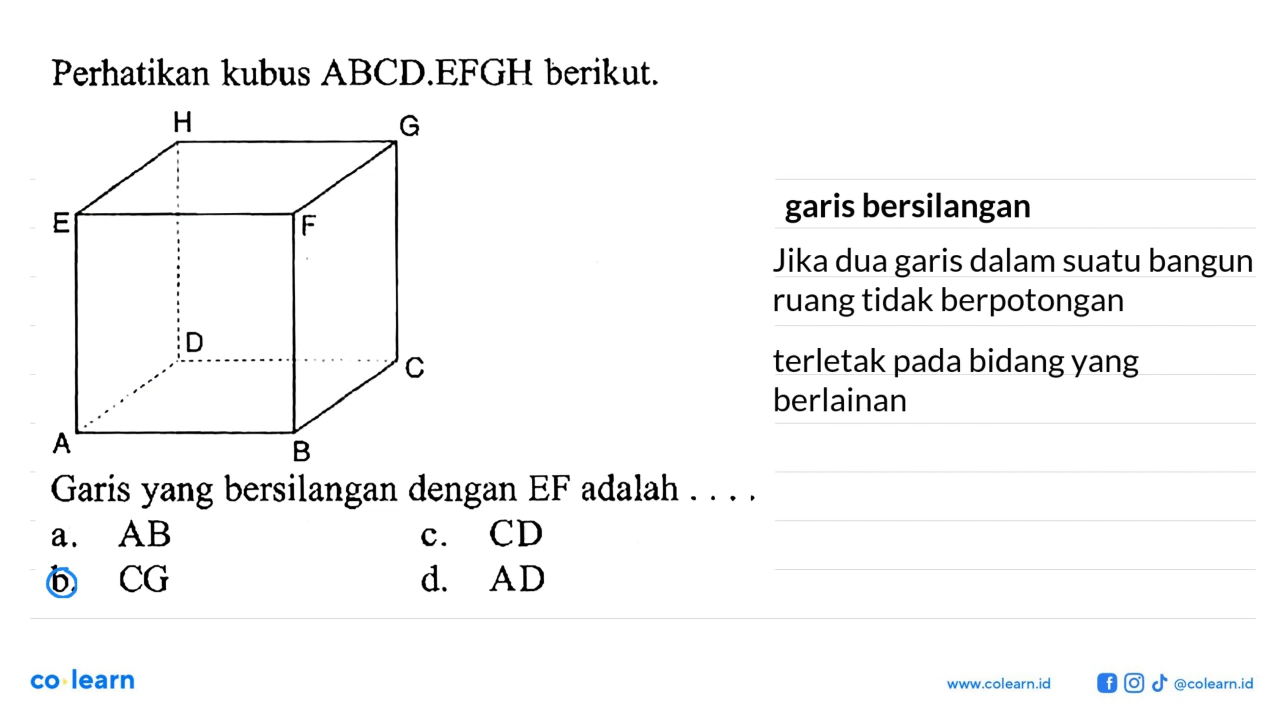 Perhatikan kubus ABCD.EFGH berikut.
H
G
E
F
D
C
A
B
garis bersilangan
Jika dua garis dalam suatu bangun
ruang tidak berpotongan
terletak pada bidang yang
berlainan
Garis yang bersilangan dengan EF adalah . . . .
a. AB
c. CD
b. CG
d. AD
co learn
www.colearn.id
@colearn.id